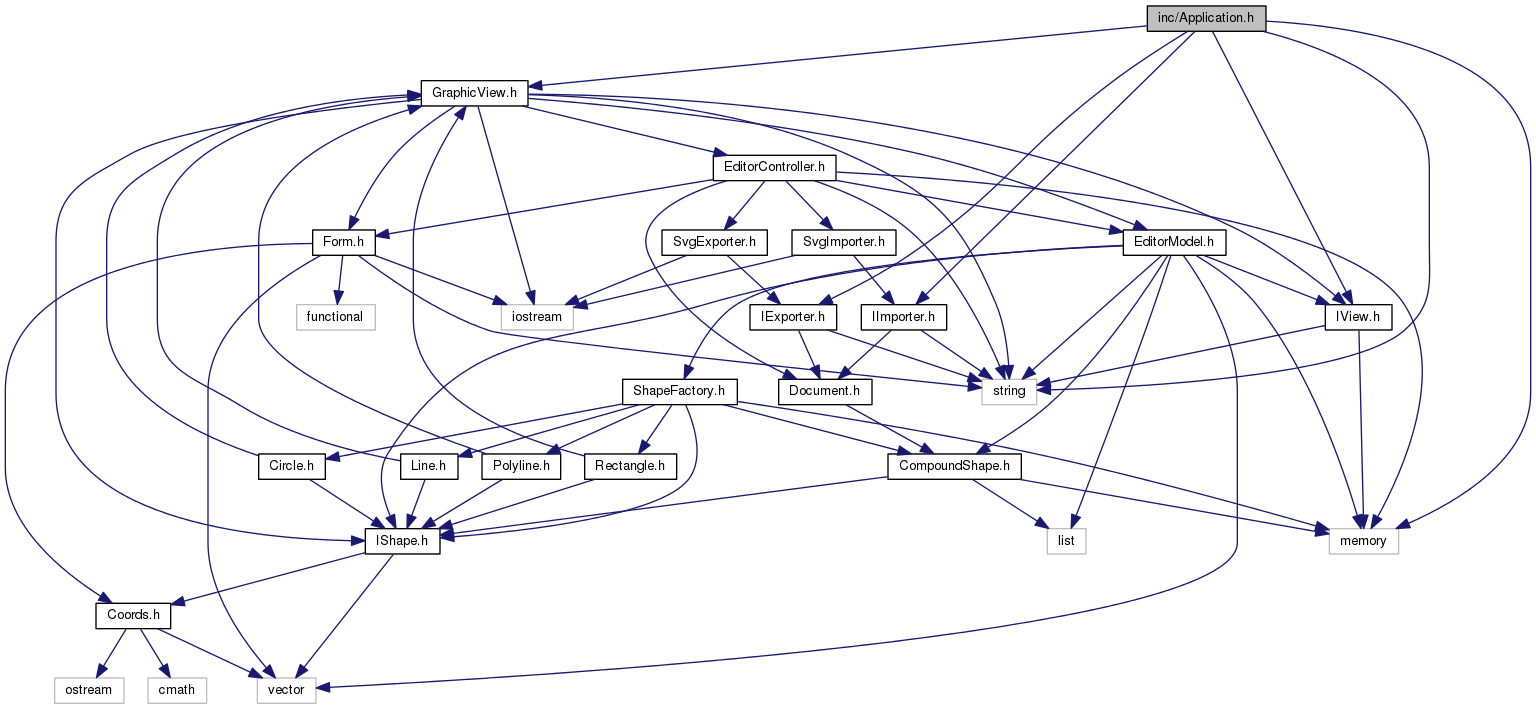 inc/Application.h
GraphicView.h
EditorController.h
Form.h
SvgExporter.h
SvgImporter.h
EditorModel.h
functional
iostream
IExporter.h
IImporter.h
IView.h
ShapeFactory.h
Document.h
string
Circle.h
Line.h
Polyline.h
Rectangle.h
CompoundShape.h
IShape.h
list
memory
Coords.h
ostream
cmath
vector